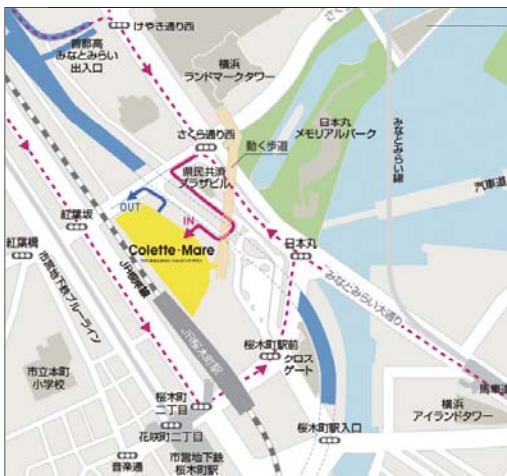 けやき通り西
首都高
みなとみらい
出入口
横浜
ランドマークタワー
さくら通り西
動く歩道
日本丸
メモリアルパーク
みなとみらい線
汽車道
県民共済
プラザビル
OUT
IN
紅葉坂
紅葉橋
Colette・Mare
日本丸
みなとみらい大通り
市営地下鉄ブルーライン
JR根岸線
JR桜木町駅
桜木町駅前
クロス
ゲート
馬車道
市立本町
小学校
桜木町
二丁目
花咲町二丁目
音楽通
市営地下鉄
桜木町駅
桜木町駅入口
横浜
アイランドタワー